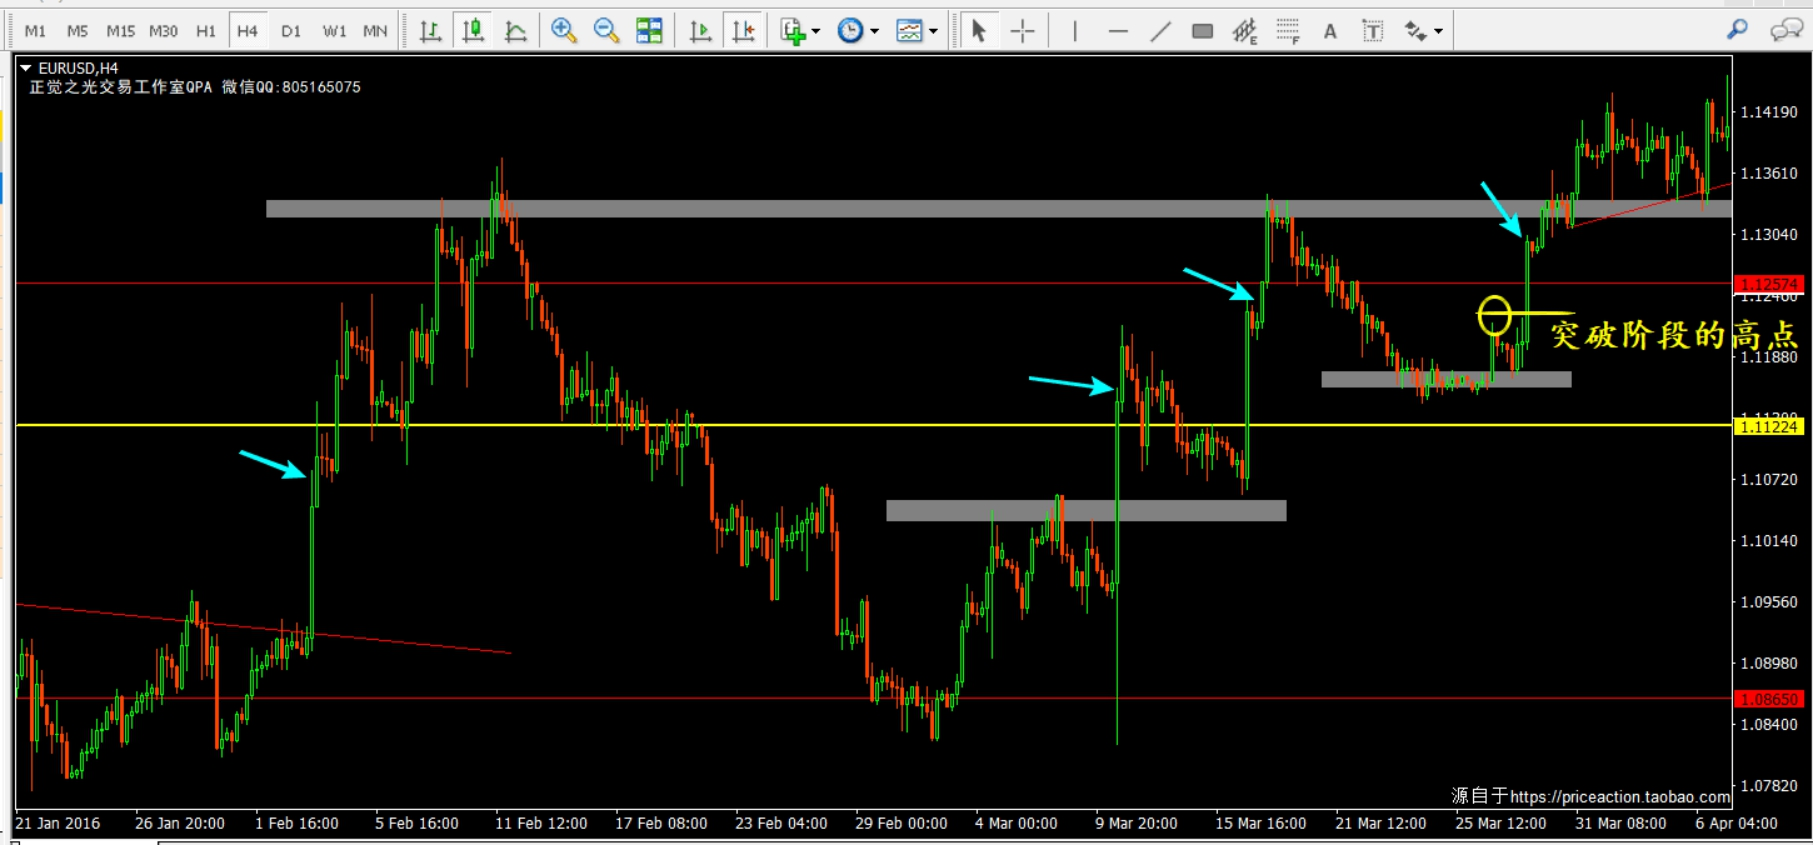 M1 M5 M15 M30 H1 H4 D1 W1 MN
EURUSD,H4
正觉之光交易工作室QPA 微信QQ:805165075
1.14190
1.13610
1.13040
1.12574
突破阶段的高点
1.11880
1.11224
1.10720
1.10140
1.09560
1.08980
1.08650
1.08400
1.07820
源自于https://priceaction.taobao.com
21 Jan 2016 26 Jan 20:00 1 Feb 16:00 5 Feb 16:00 11 Feb 12:00 17 Feb 08:00 23 Feb 04:00 29 Feb 00:00 4 Mar 00:00 9 Mar 20:00 15 Mar 16:00 21 Mar 12:00 25 Mar 12:00 31 Mar 08:00 6 Apr 04:00